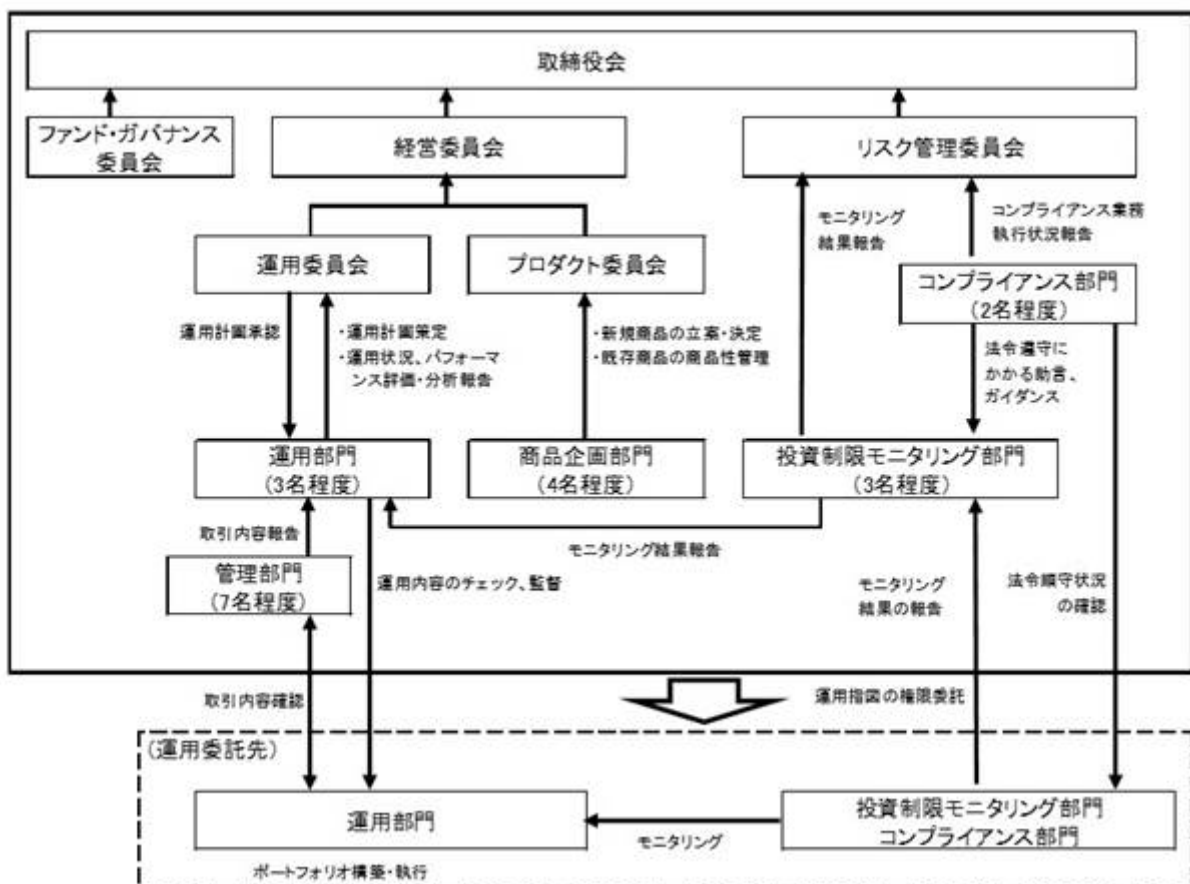 取締役会
ファンド・ガバナンス
委員会
経営委員会
リスク管理委員会
モニタリング
結果報告
コンプライアンス業務
執行状況報告
運用委員会
プロダクト委員会
コンプライアンス部門
(2名程度)
運用計画承認
・運用計画策定
・運用状況、パフォーマ
ンス評価・分析報告
・新規商品の立案・決定
・既存商品の商品性管理
法令遵守に
かかる助言、
ガイダンス
運用部門
(3名程度)
商品企画部門
(4名程度)
投資制限モニタリング部門
(3名程度)
取引内容報告
モニタリング結果報告
管理部門
(7名程度)
運用内容のチェック、監督
モニタリング
結果の報告
法令順守状況
の確認
取引内容確認
運用指図の権限委託
(運用委託先)
運用部門
モニタリング
投資制限モニタリング部門
コンプライアンス部門
ポートフォリオ構築・執行